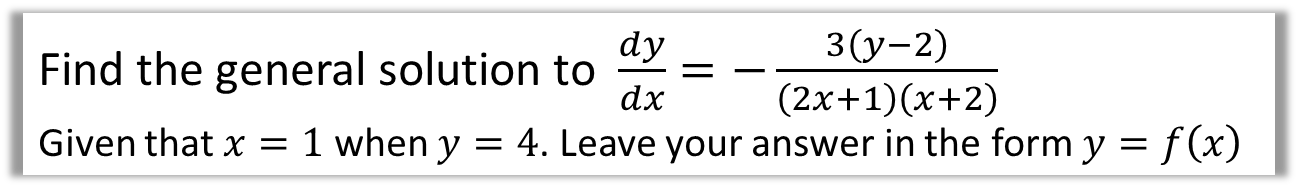 Find the general solution to dy/dx = − 3(y−2)/((2x+1)(x+2))
Given that x = 1 when y = 4. Leave your answer in the form y = f(x)